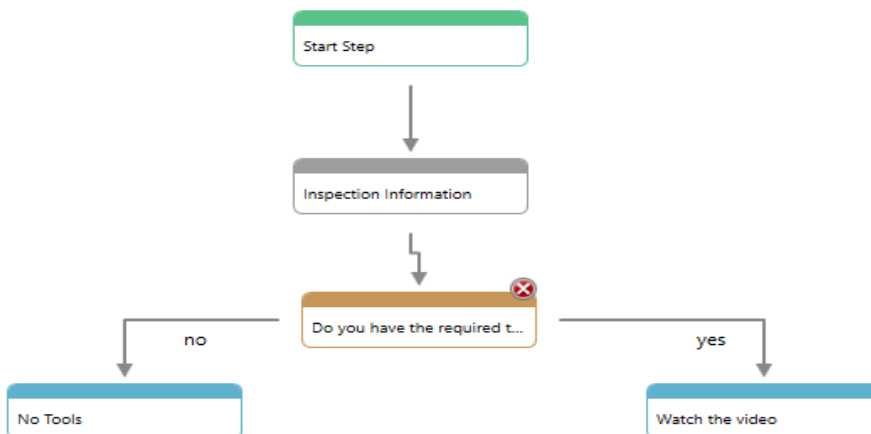 Start Step
Inspection Information
Do you have the required t...
no
yes
No Tools
Watch the video